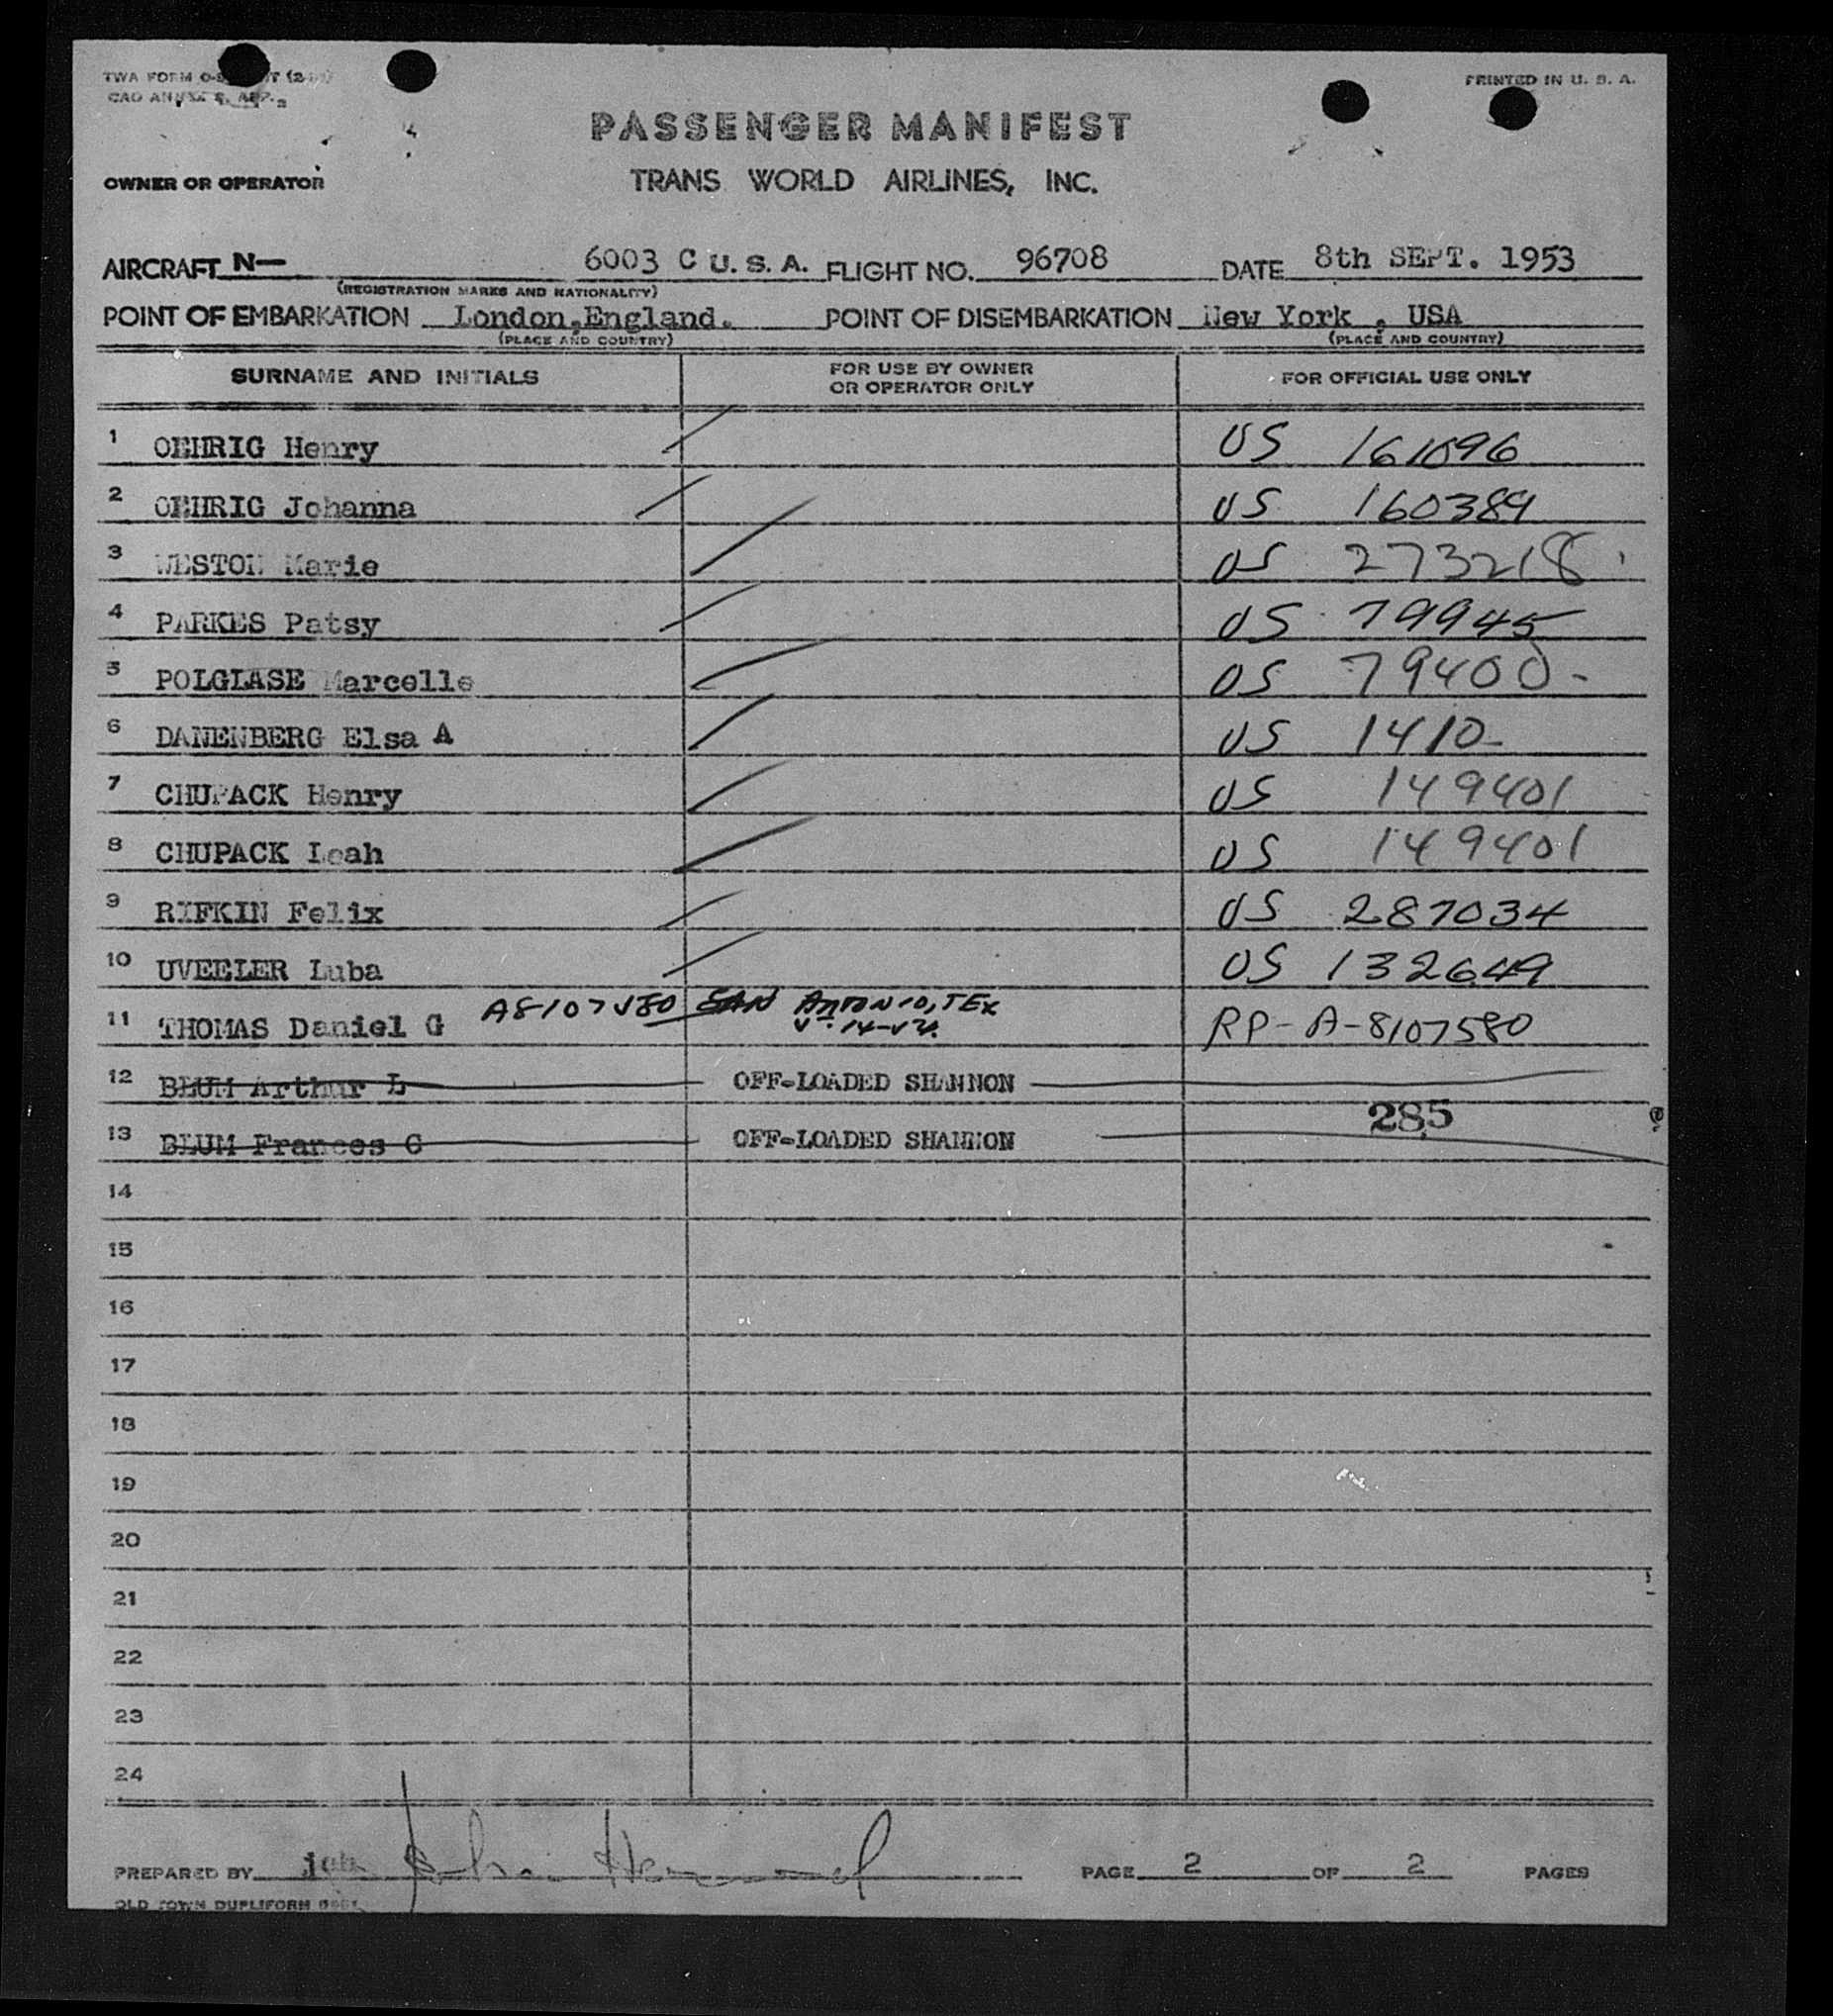 TWA FORM
PRINTED IN U. S. A.
PASSENGER MANIFEST
OWNER OR OPERATOR
TRANS WORLD AIRLINES, INC.
AIRCRAFT N— 6003 C U. S. A. FLIGHT NO. 96708 DATE 8th SEPT. 1953
(REGISTRATION MARKS AND NATIONALITY)
POINT OF EMBARKATION London,England. POINT OF DISEMBARKATION New York , USA
(PLACE AND COUNTRY) (PLACE AND COUNTRY)
SURNAME AND INITIALS FOR USE BY OWNER OR OPERATOR ONLY FOR OFFICIAL USE ONLY
1 OEHRIG Henry US 161096
2 OEHRIG Johanna US 160389
3 WESTON Marie US 273218
4 PARKES Patsy US 79945
5 POLGLASE Marcelle US 79400-
6 DANENBERG Elsa A US 1410-
7 CHUPACK Henry US 149401
8 CHUPACK Leah US 149401
9 RIFKIN Felix US 287034
10 UVEELER Luba US 132649
11 THOMAS Daniel G A8107580 SAN ANTONIO, TEX RP-A-8107580
12 BLUM Arthur L OFF-LOADED SHANNON
285
13 BLUM Frances G OFF-LOADED SHANNON
14
15
16
17
18
19
20
21
22
23
24
PREPARED BY PAGE 2 OF 2 PAGES
OLD TOWN DUPLIFORM